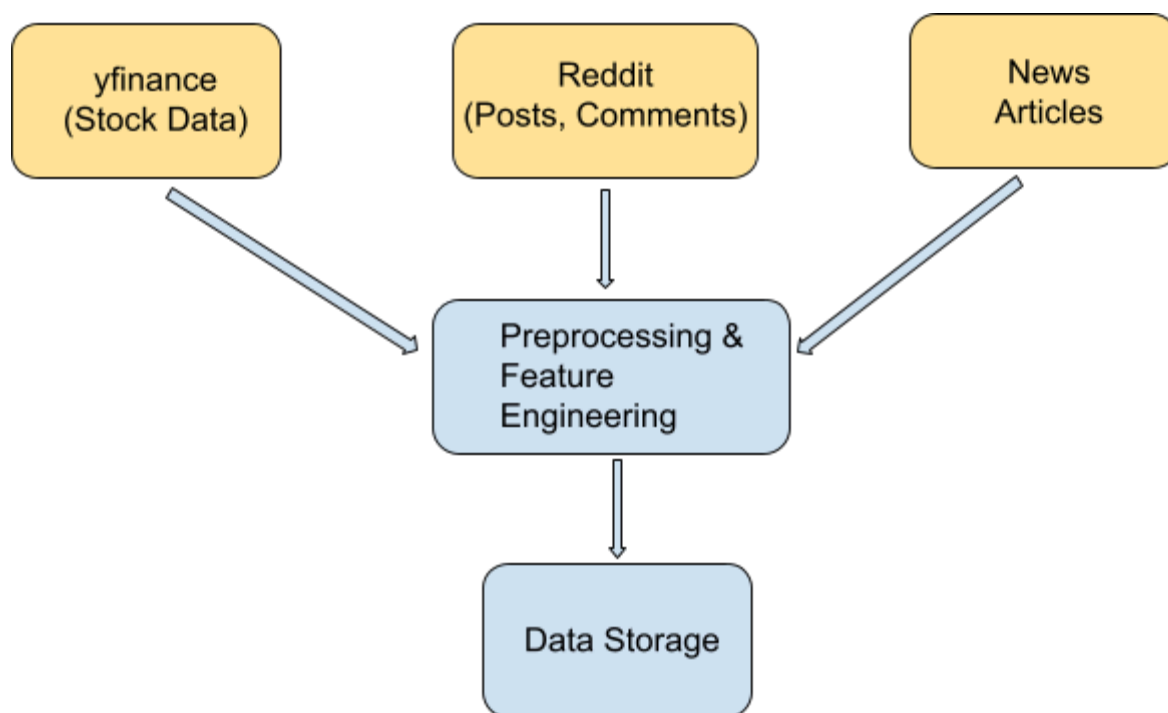 yfinance
(Stock Data)
Reddit
(Posts, Comments)
News
Articles
Preprocessing &
Feature
Engineering
Data Storage